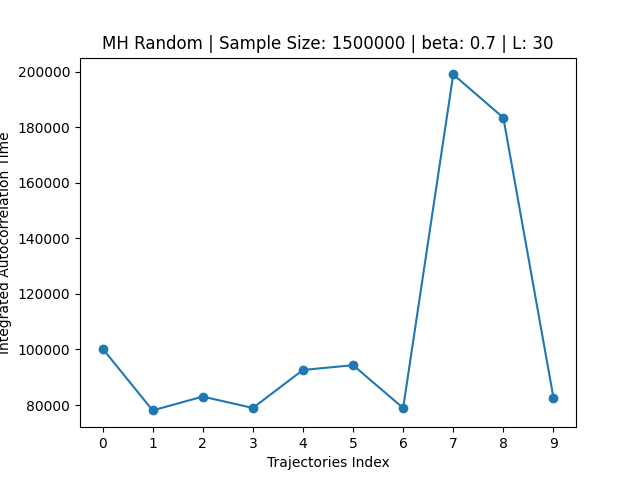 MH Random | Sample Size: 1500000 | beta: 0.7 | L: 30
200000
180000
160000
140000
120000
100000
80000
Integrated Autocorrelation Time
0 1 2 3 4 5 6 7 8 9
Trajectories Index